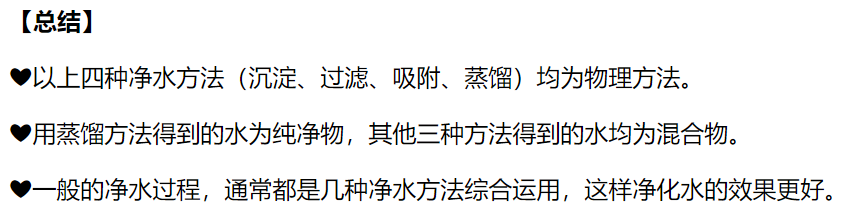 【总结】
♥以上四种净水方法（沉淀、过滤、吸附、蒸馏）均为物理方法。
♥用蒸馏方法得到的水为纯净物，其他三种方法得到的水均为混合物。
♥一般的净水过程，通常都是几种净水方法综合运用，这样净化水的效果更好。